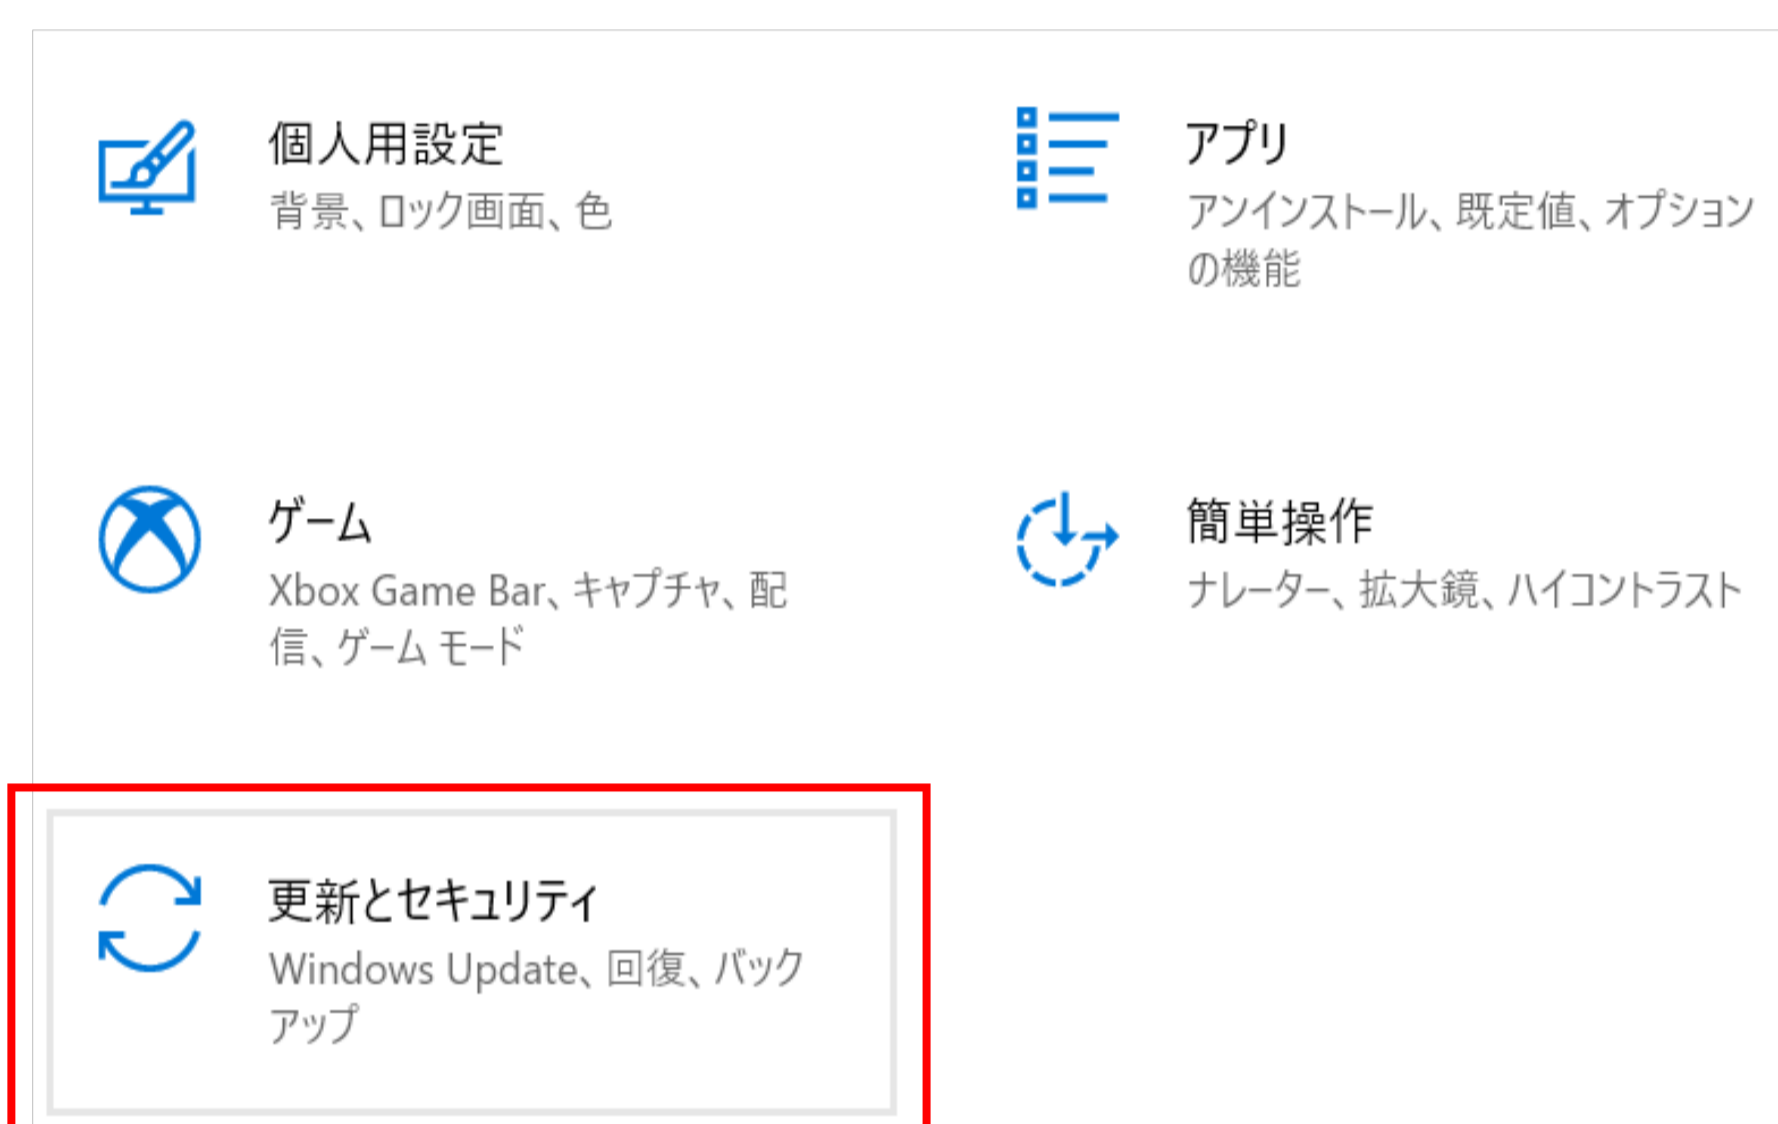 個人用設定
背景、ロック画面、色
アプリ
アンインストール、既定値、オプション
の機能
ゲーム
Xbox Game Bar、キャプチャ、配
信、ゲーム モード
簡単操作
ナレーター、拡大鏡、ハイコントラスト
更新とセキュリティ
Windows Update、回復、バック
アップ